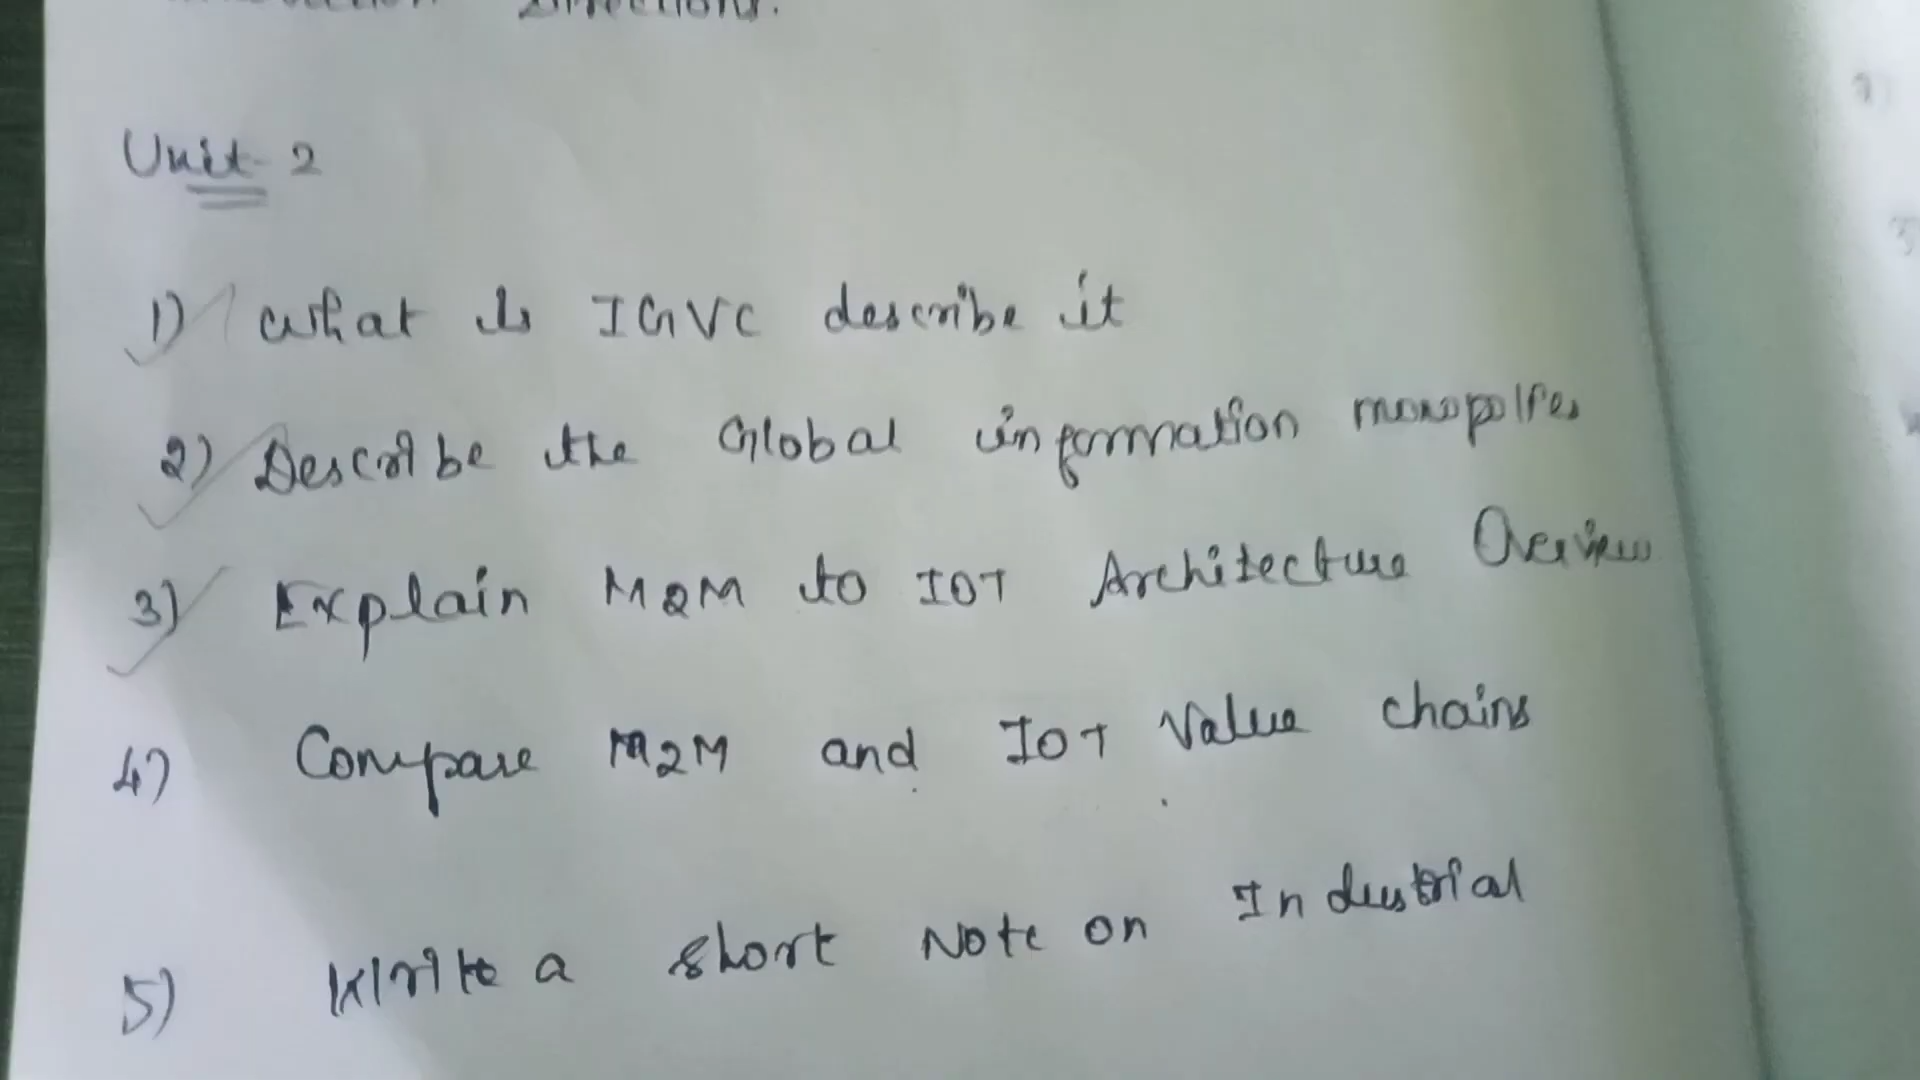 Directions.
Unit-2
1) What is IGVC describe it
2) Describe the Global information monopolies
3) Explain M2M to IOT Architecture Overview
4) Compare M2M and IOT Value chains
5) Write a short Note on Industrial